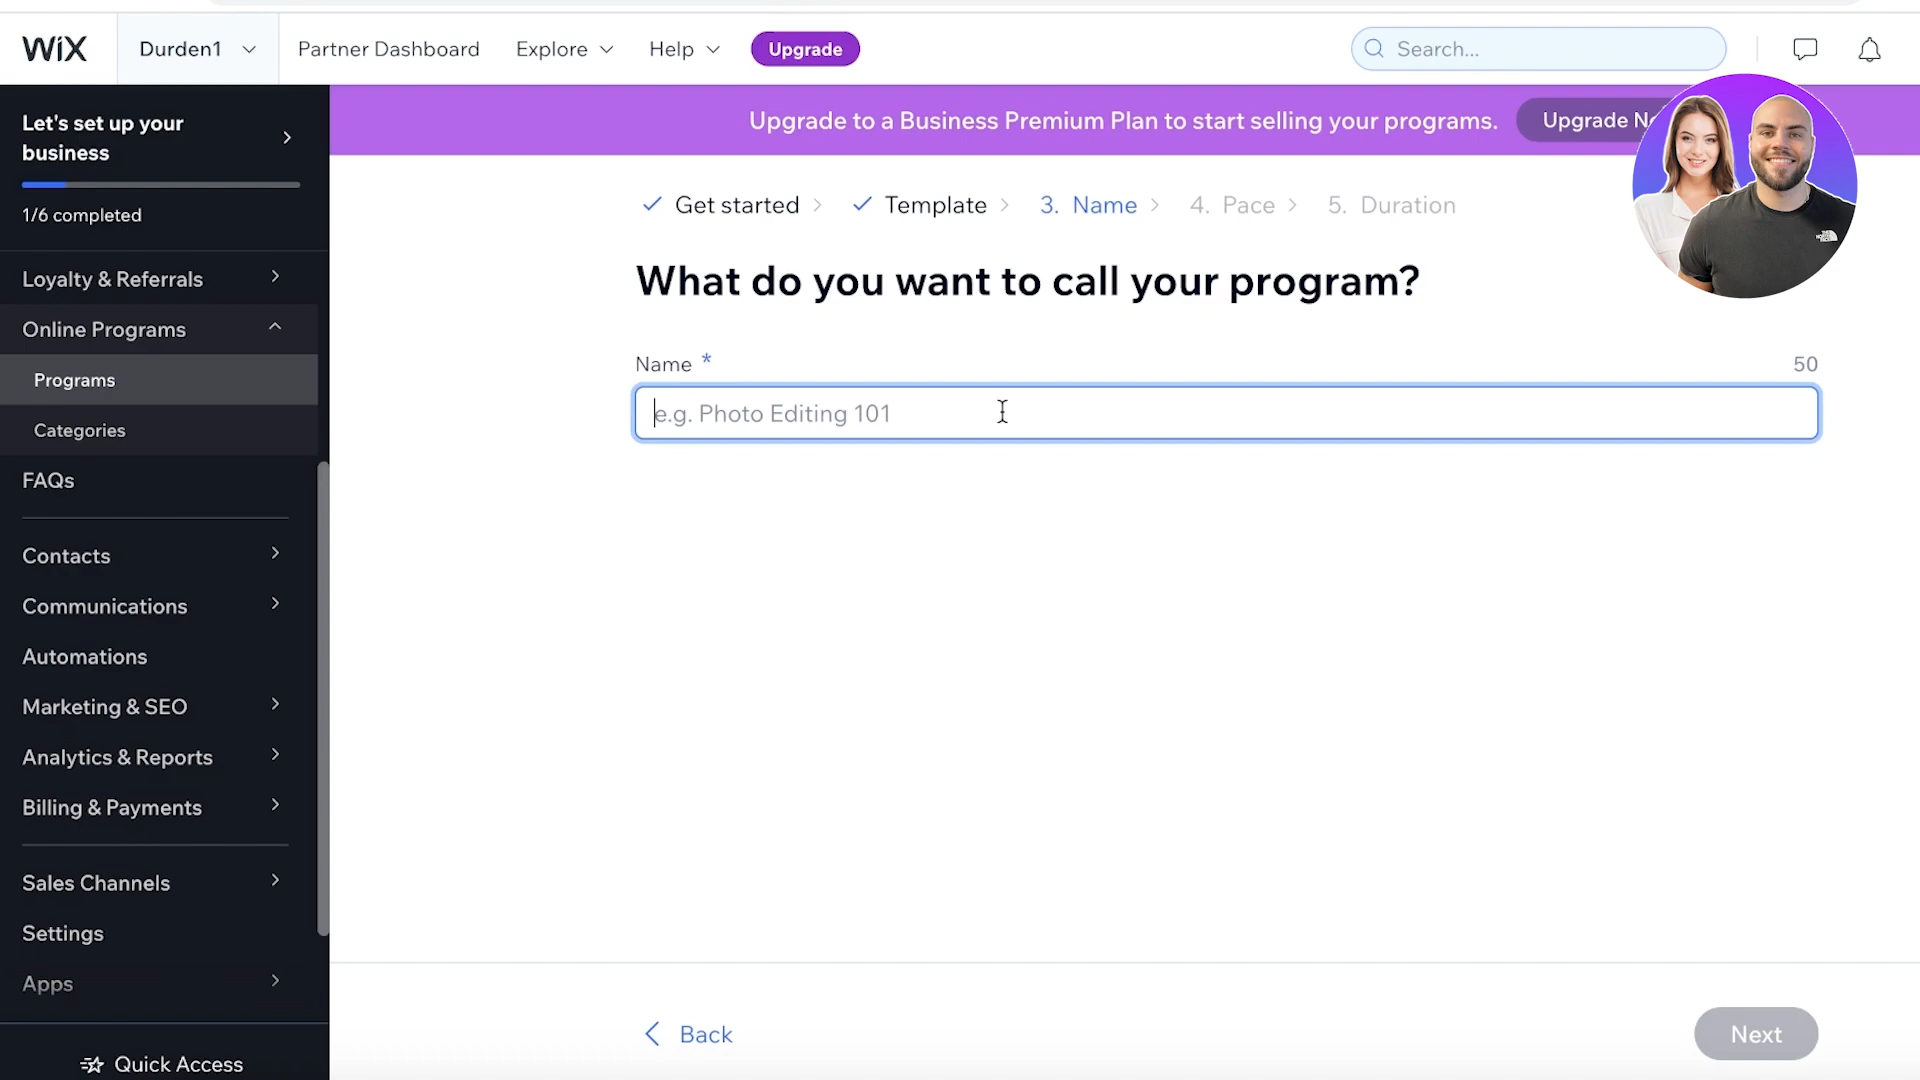 WiX
Durden1
Partner Dashboard
Explore
Help
Upgrade
Search...
Let's set up your
business
1/6 completed
Loyalty & Referrals
Online Programs
Programs
Categories
FAQs
Contacts
Communications
Automations
Marketing & SEO
Analytics & Reports
Billing & Payments
Sales Channels
Settings
Apps
Quick Access
Upgrade to a Business Premium Plan to start selling your programs.
Upgrade
Get started
Template
3. Name
4. Pace
5. Duration
What do you want to call your program?
Name *
50
e.g. Photo Editing 101
Back
Next